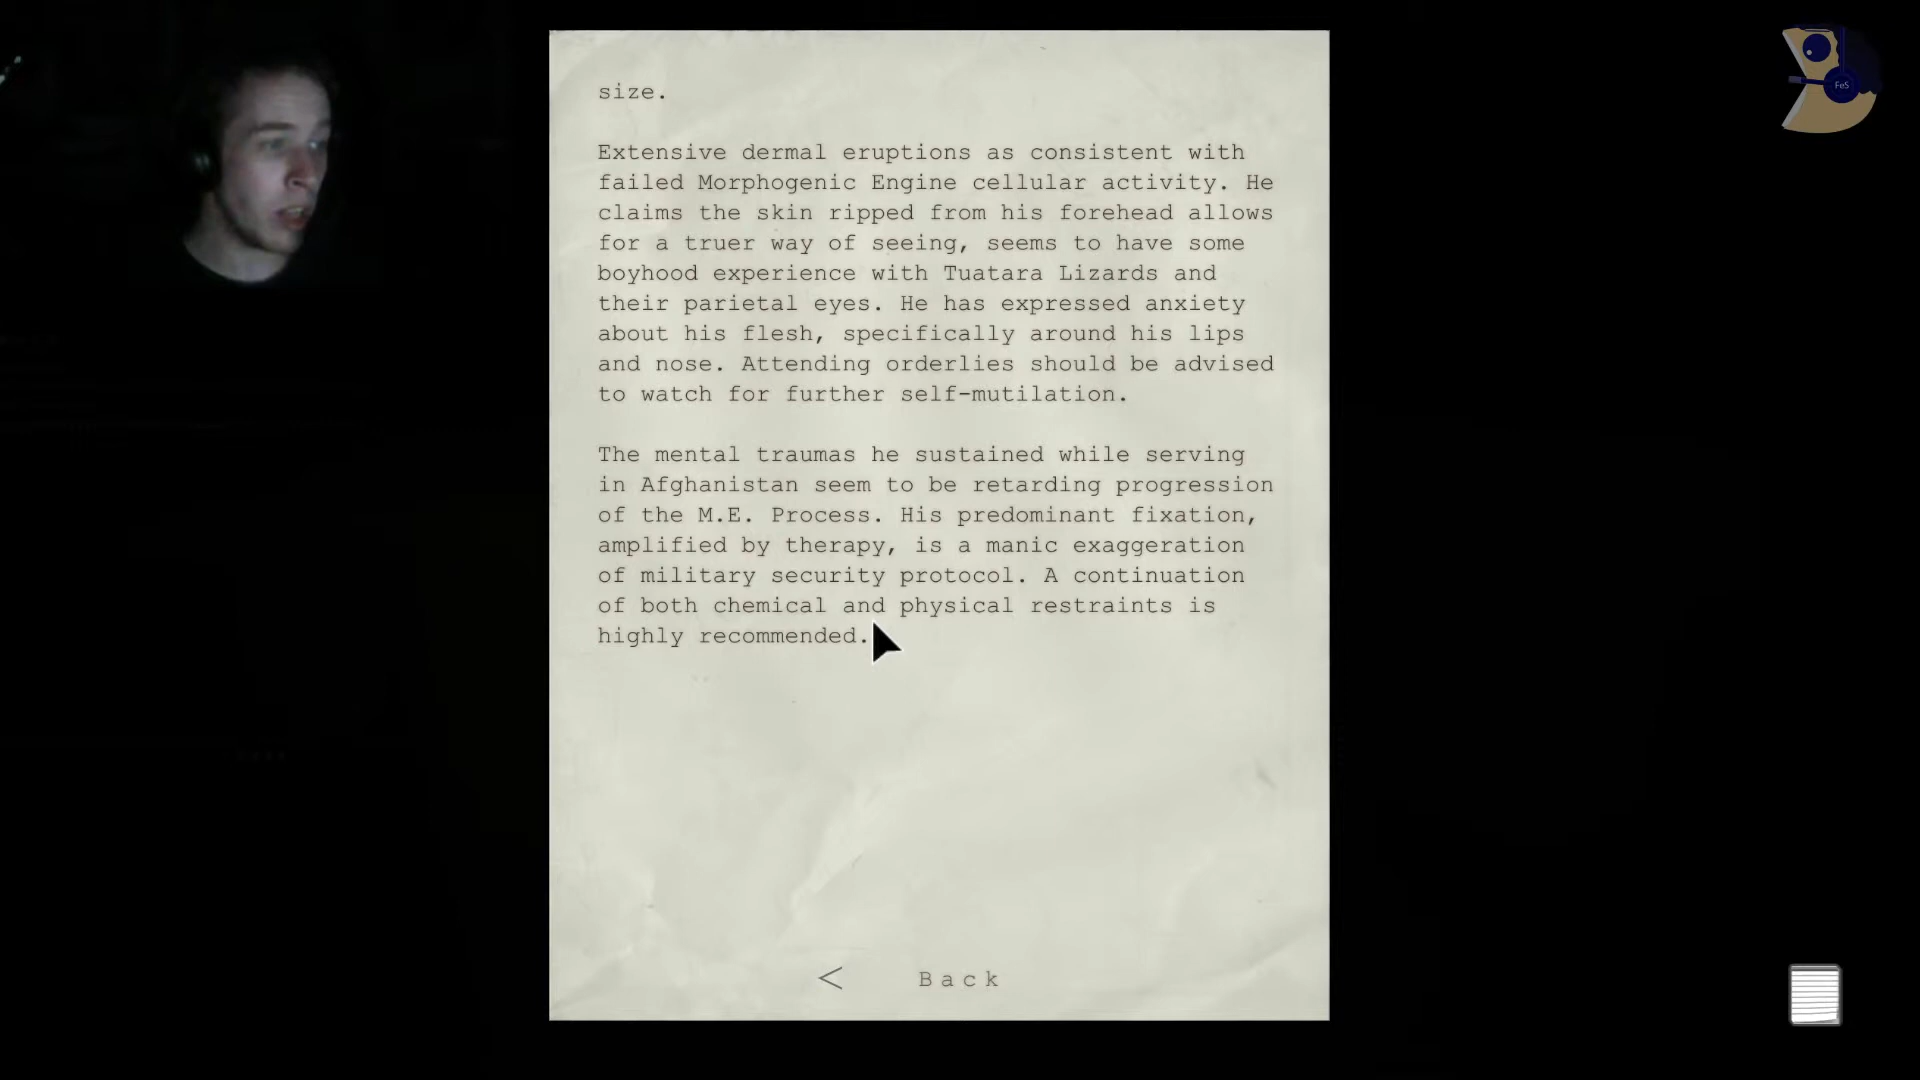 size.
Extensive dermal eruptions as consistent with
failed Morphogenic Engine cellular activity. He
claims the skin ripped from his forehead allows
for a truer way of seeing, seems to have some
boyhood experience with Tuatara Lizards and
their parietal eyes. He has expressed anxiety
about his flesh, specifically around his lips
and nose. Attending orderlies should be advised
to watch for further self-mutilation.
The mental traumas he sustained while serving
in Afghanistan seem to be retarding progression
of the M.E. Process. His predominant fixation,
amplified by therapy, is a manic exaggeration
of military security protocol. A continuation
of both chemical and physical restraints is
highly recommended.
< Back
FeS